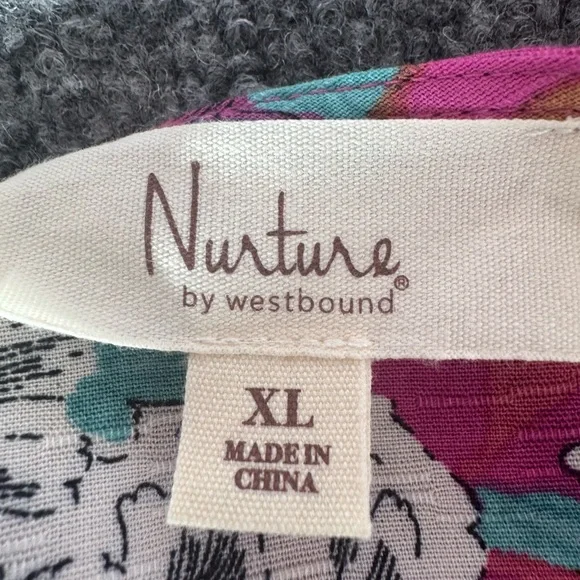 Nurture
by westbound®
XL
MADE IN
CHINA